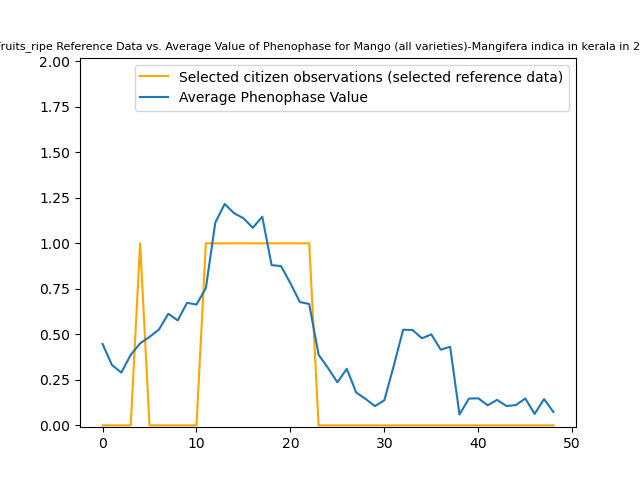 ruits_ripe Reference Data vs. Average Value of Phenophase for Mango (all varieties)-Mangifera indica in kerala in 2
Selected citizen observations (selected reference data)
Average Phenophase Value
2.00
1.75
1.50
1.25
1.00
0.75
0.50
0.25
0.00
0 10 20 30 40 50